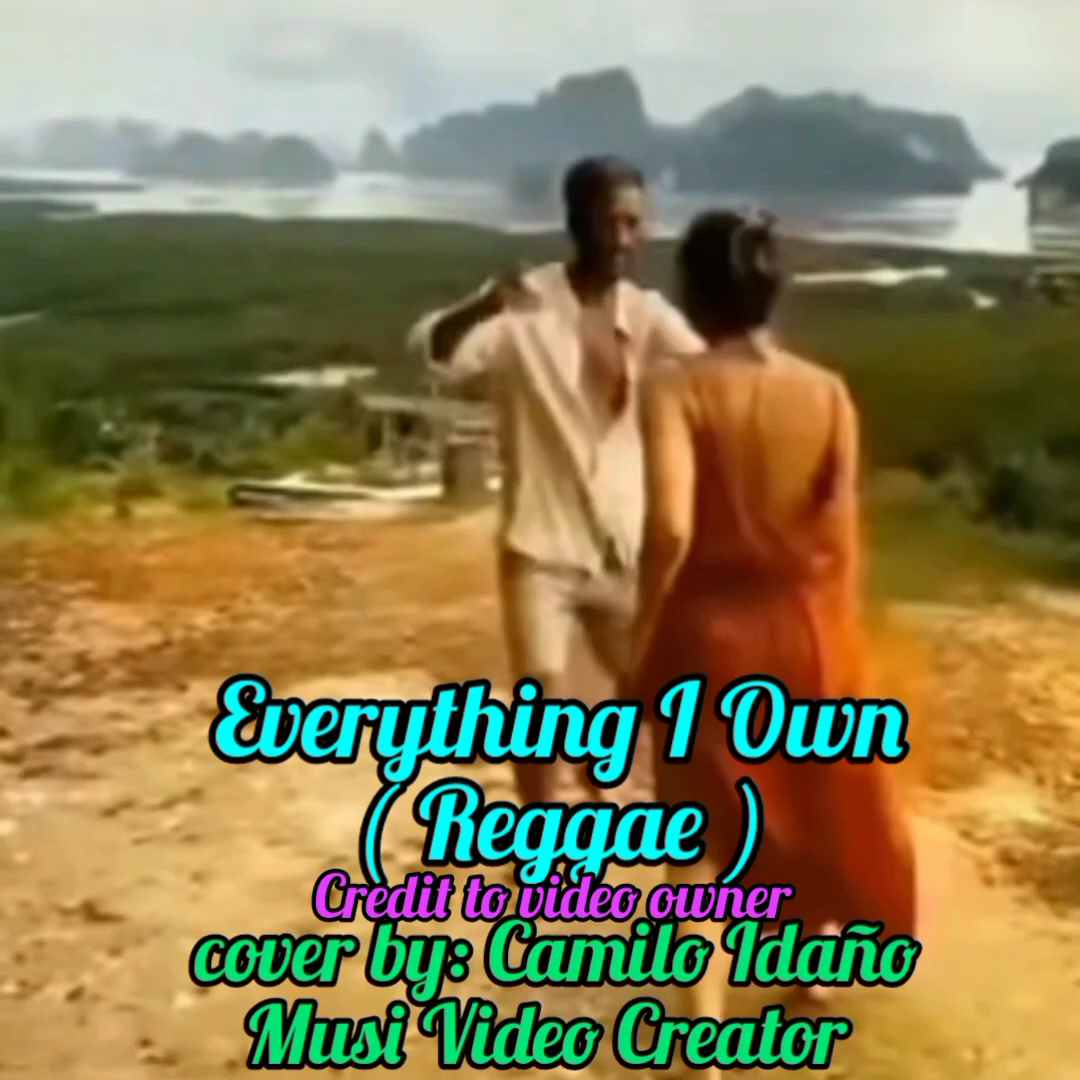 Everything I Own
( Reggae )
Credit to video owner
cover by: Camilo Idaño
Musi Video Creator